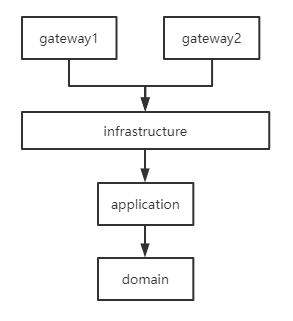 gateway1
gateway2
infrastructure
application
domain